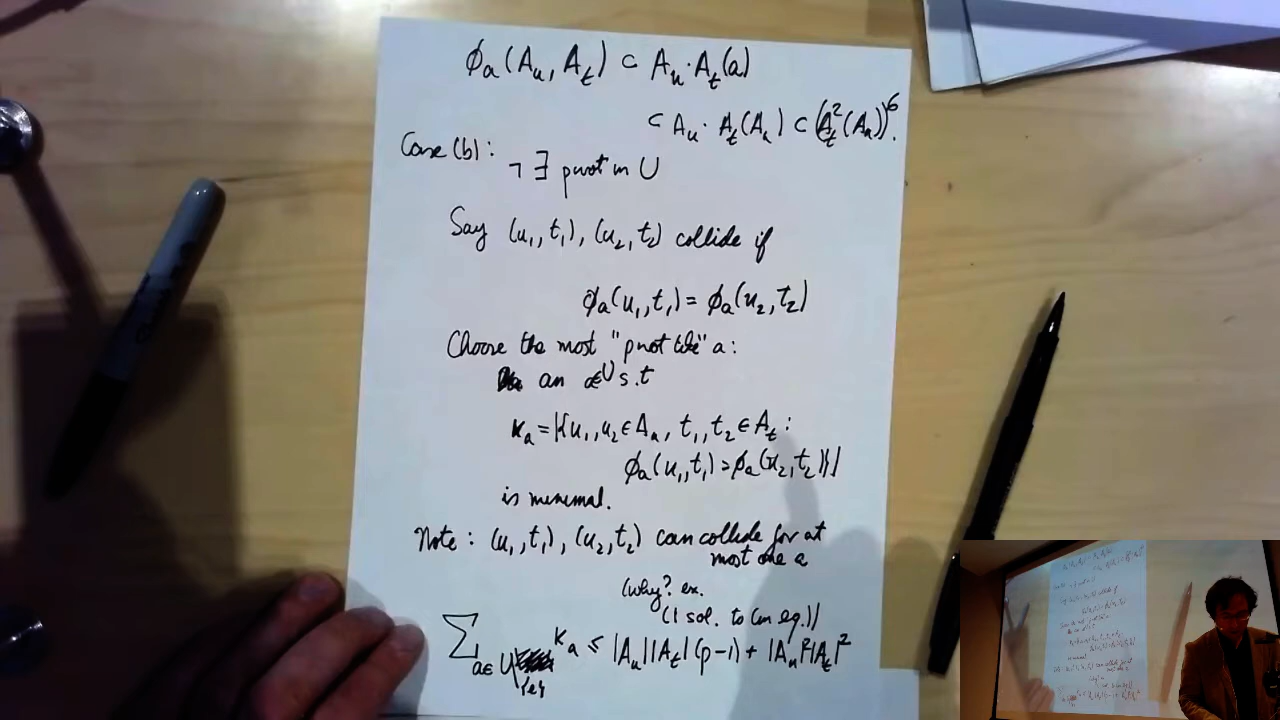 ϕₐ(Aᵤ, Aₜ) ⊂ Aᵤ · Aₜ(a)
⊂ Aᵤ · Aₜ(Aᵤ) ⊂ (Aₜ²(Aᵤ))⁶.
Case (b):
¬ ∃ pivot in U
Say (u₁, t₁), (u₂, t₂) collide if
ϕₐ(u₁, t₁) = ϕₐ(u₂, t₂)
Choose the most "pivot like" a:
an a∈U s.t
κₐ = |{u₁, u₂ ∈ Aᵤ, t₁, t₂ ∈ Aₜ :
ϕₐ(u₁, t₁) = ϕₐ(u₂, t₂)}|
is minimal.
Note : (u₁, t₁), (u₂, t₂) can collide for at
most one a
(why? ex.
(1 sol. to lin eq.))
∑ a∈U\{e} κₐ ≤ |Aᵤ||Aₜ|(p-1) + |Aᵤ|²|Aₜ|²